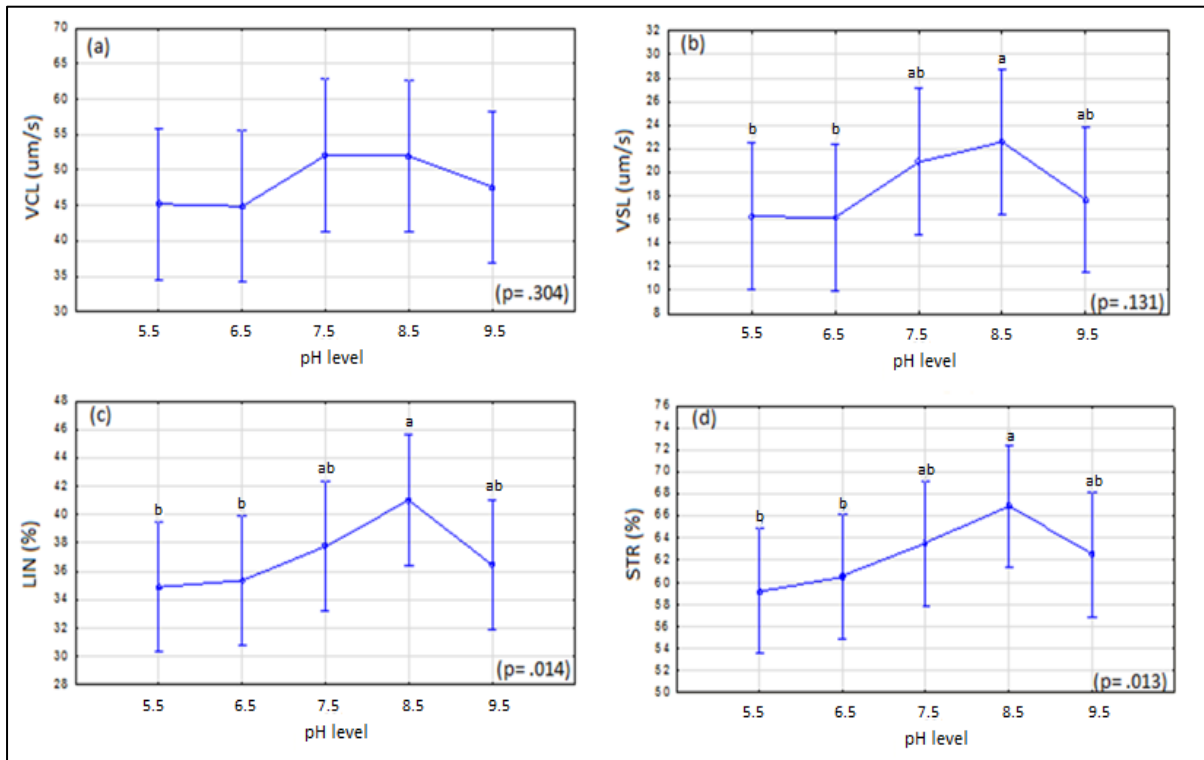 (a)
VCL (um/s)
70
65
60
55
50
45
40
35
30
(p= .304)
5.5 6.5 7.5 8.5 9.5
pH level
(b)
VSL (um/s)
32
30
28
26
24
22
20
18
16
14
12
10
8
b b ab a ab
(p= .131)
5.5 6.5 7.5 8.5 9.5
pH level
(c)
LIN (%)
48
46
44
42
40
38
36
34
32
30
28
b b ab a ab
(p= .014)
5.5 6.5 7.5 8.5 9.5
pH level
(d)
STR (%)
76
74
72
70
68
66
64
62
60
58
56
54
52
50
b b ab a ab
(p= .013)
5.5 6.5 7.5 8.5 9.5
pH level